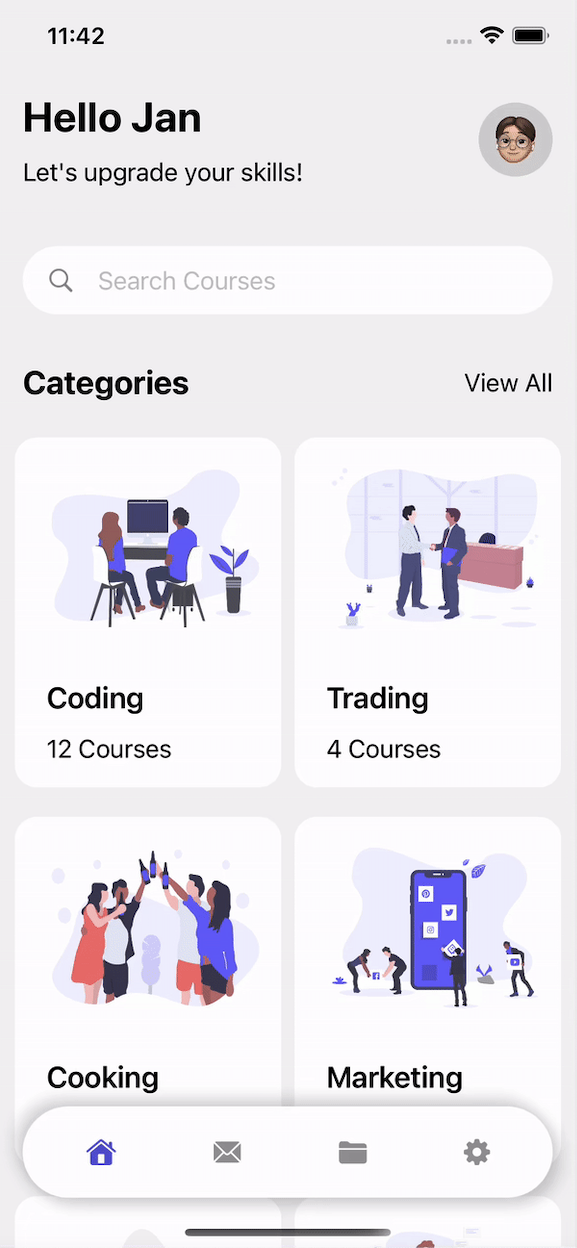 11:42
Hello Jan
Let's upgrade your skills!
Search Courses
Categories
View All
Coding
Trading
12 Courses
4 Courses
Cooking
Marketing